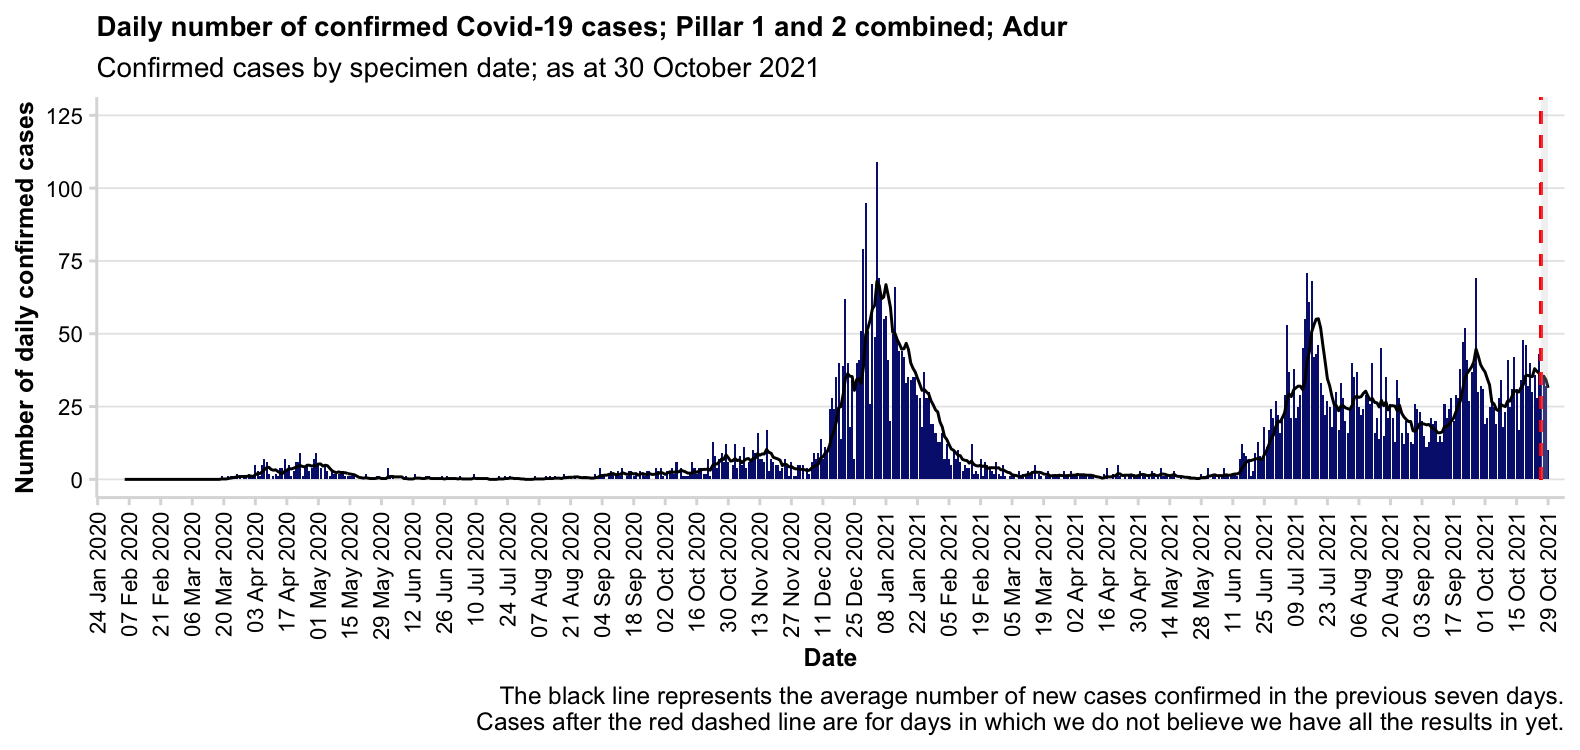 Daily number of confirmed Covid-19 cases; Pillar 1 and 2 combined; Adur
Confirmed cases by specimen date; as at 30 October 2021
Number of daily confirmed cases
125
100
75
50
25
0
24 Jan 2020
07 Feb 2020
21 Feb 2020
06 Mar 2020
20 Mar 2020
03 Apr 2020
17 Apr 2020
01 May 2020
15 May 2020
29 May 2020
12 Jun 2020
26 Jun 2020
10 Jul 2020
24 Jul 2020
07 Aug 2020
21 Aug 2020
04 Sep 2020
18 Sep 2020
02 Oct 2020
16 Oct 2020
30 Oct 2020
13 Nov 2020
27 Nov 2020
11 Dec 2020
25 Dec 2020
08 Jan 2021
22 Jan 2021
05 Feb 2021
19 Feb 2021
05 Mar 2021
19 Mar 2021
02 Apr 2021
16 Apr 2021
30 Apr 2021
14 May 2021
28 May 2021
11 Jun 2021
25 Jun 2021
09 Jul 2021
23 Jul 2021
06 Aug 2021
20 Aug 2021
03 Sep 2021
17 Sep 2021
01 Oct 2021
15 Oct 2021
29 Oct 2021
Date
The black line represents the average number of new cases confirmed in the previous seven days.
Cases after the red dashed line are for days in which we do not believe we have all the results in yet.